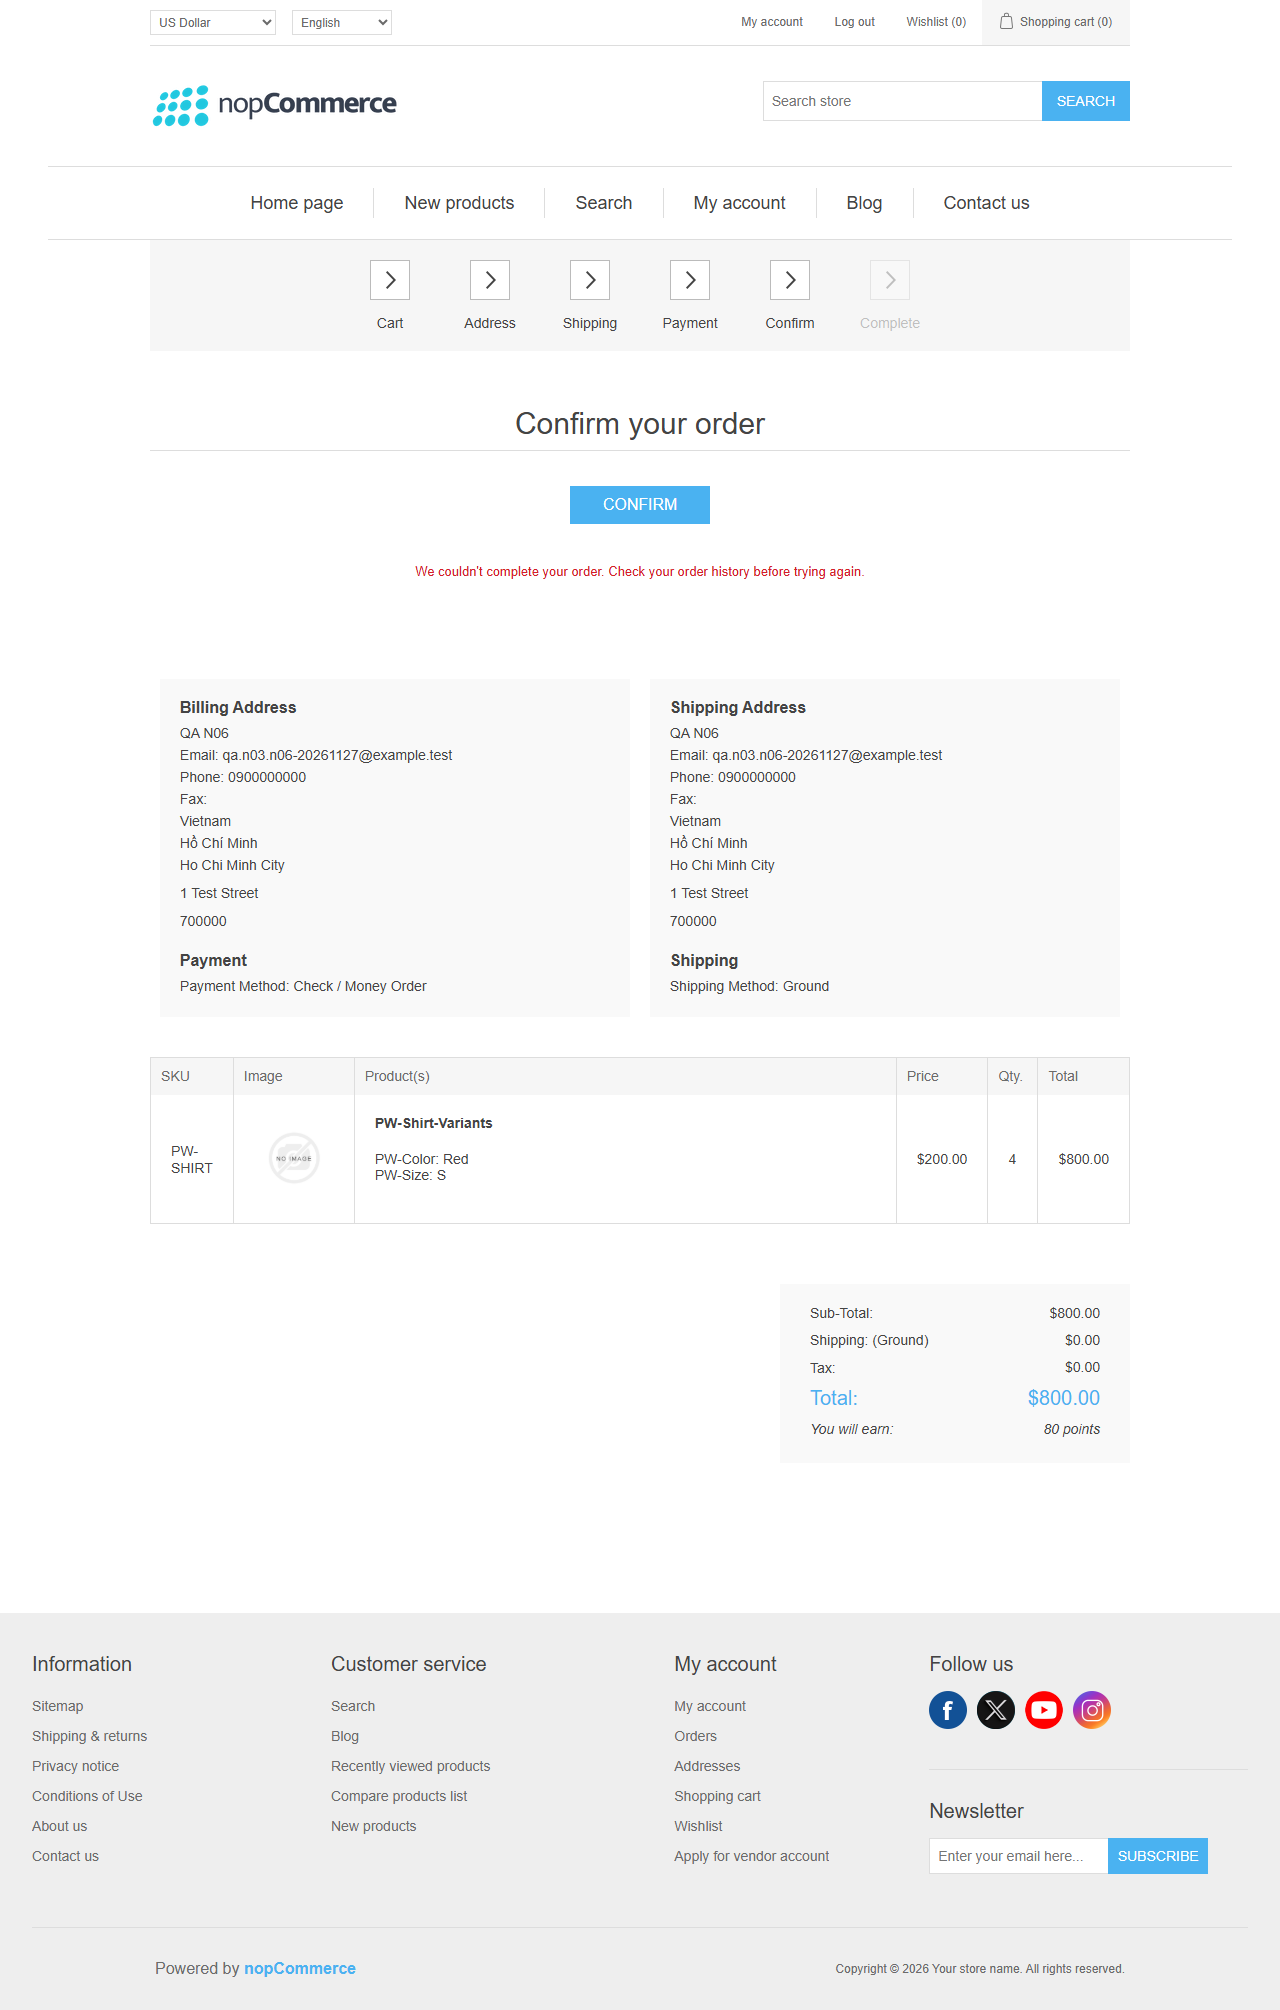 US Dollar
English
My account
Log out
Wishlist (0)
Shopping cart (0)
nopCommerce
Search store
SEARCH
Home page
New products
Search
My account
Blog
Contact us
Cart
Address
Shipping
Payment
Confirm
Complete
Confirm your order
CONFIRM
We couldn't complete your order. Check your order history before trying again.
Billing Address
QA N06
Email: qa.n03.n06-20261127@example.test
Phone: 0900000000
Fax:
Vietnam
Hồ Chí Minh
Ho Chi Minh City
1 Test Street
700000
Payment
Payment Method: Check / Money Order
Shipping Address
QA N06
Email: qa.n03.n06-20261127@example.test
Phone: 0900000000
Fax:
Vietnam
Hồ Chí Minh
Ho Chi Minh City
1 Test Street
700000
Shipping
Shipping Method: Ground
SKU Image Product(s) Price Qty. Total
PW-SHIRT
NO IMAGE
PW-Shirt-Variants
PW-Color: Red
PW-Size: S
$200.00 4 $800.00
Sub-Total: $800.00
Shipping: (Ground) $0.00
Tax: $0.00
Total: $800.00
You will earn: 80 points
Information
Sitemap
Shipping & returns
Privacy notice
Conditions of Use
About us
Contact us
Customer service
Search
Blog
Recently viewed products
Compare products list
New products
My account
My account
Orders
Addresses
Shopping cart
Wishlist
Apply for vendor account
Follow us
Newsletter
Enter your email here...
SUBSCRIBE
Powered by nopCommerce
Copyright © 2026 Your store name. All rights reserved.